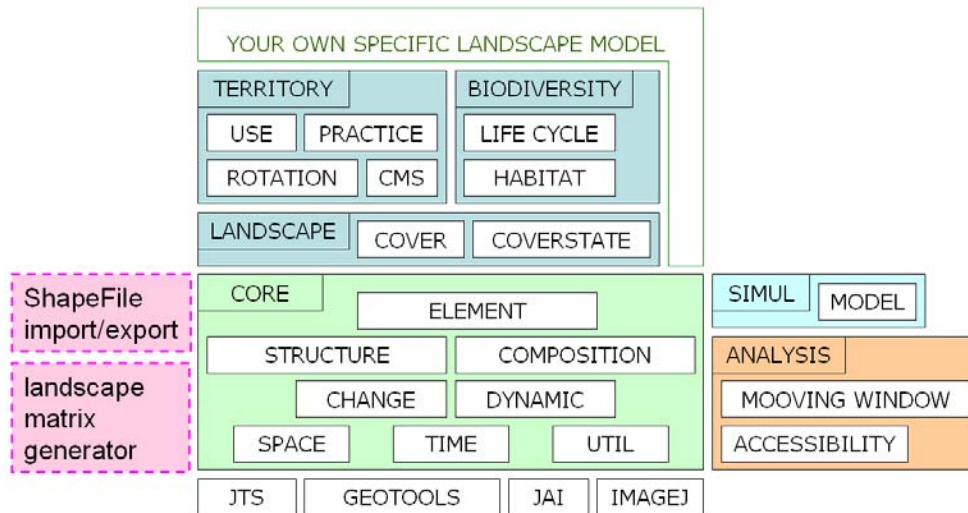 YOUR OWN SPECIFIC LANDSCAPE MODEL
TERRITORY
USE
PRACTICE
ROTATION
CMS
BIODIVERSITY
LIFE CYCLE
HABITAT
LANDSCAPE
COVER
COVERSTATE
ShapeFile
import/export
landscape
matrix
generator
CORE
ELEMENT
STRUCTURE
COMPOSITION
CHANGE
DYNAMIC
SPACE
TIME
UTIL
SIMUL
MODEL
ANALYSIS
MOOVING WINDOW
ACCESSIBILITY
JTS
GEOTOOLS
JAI
IMAGEJ